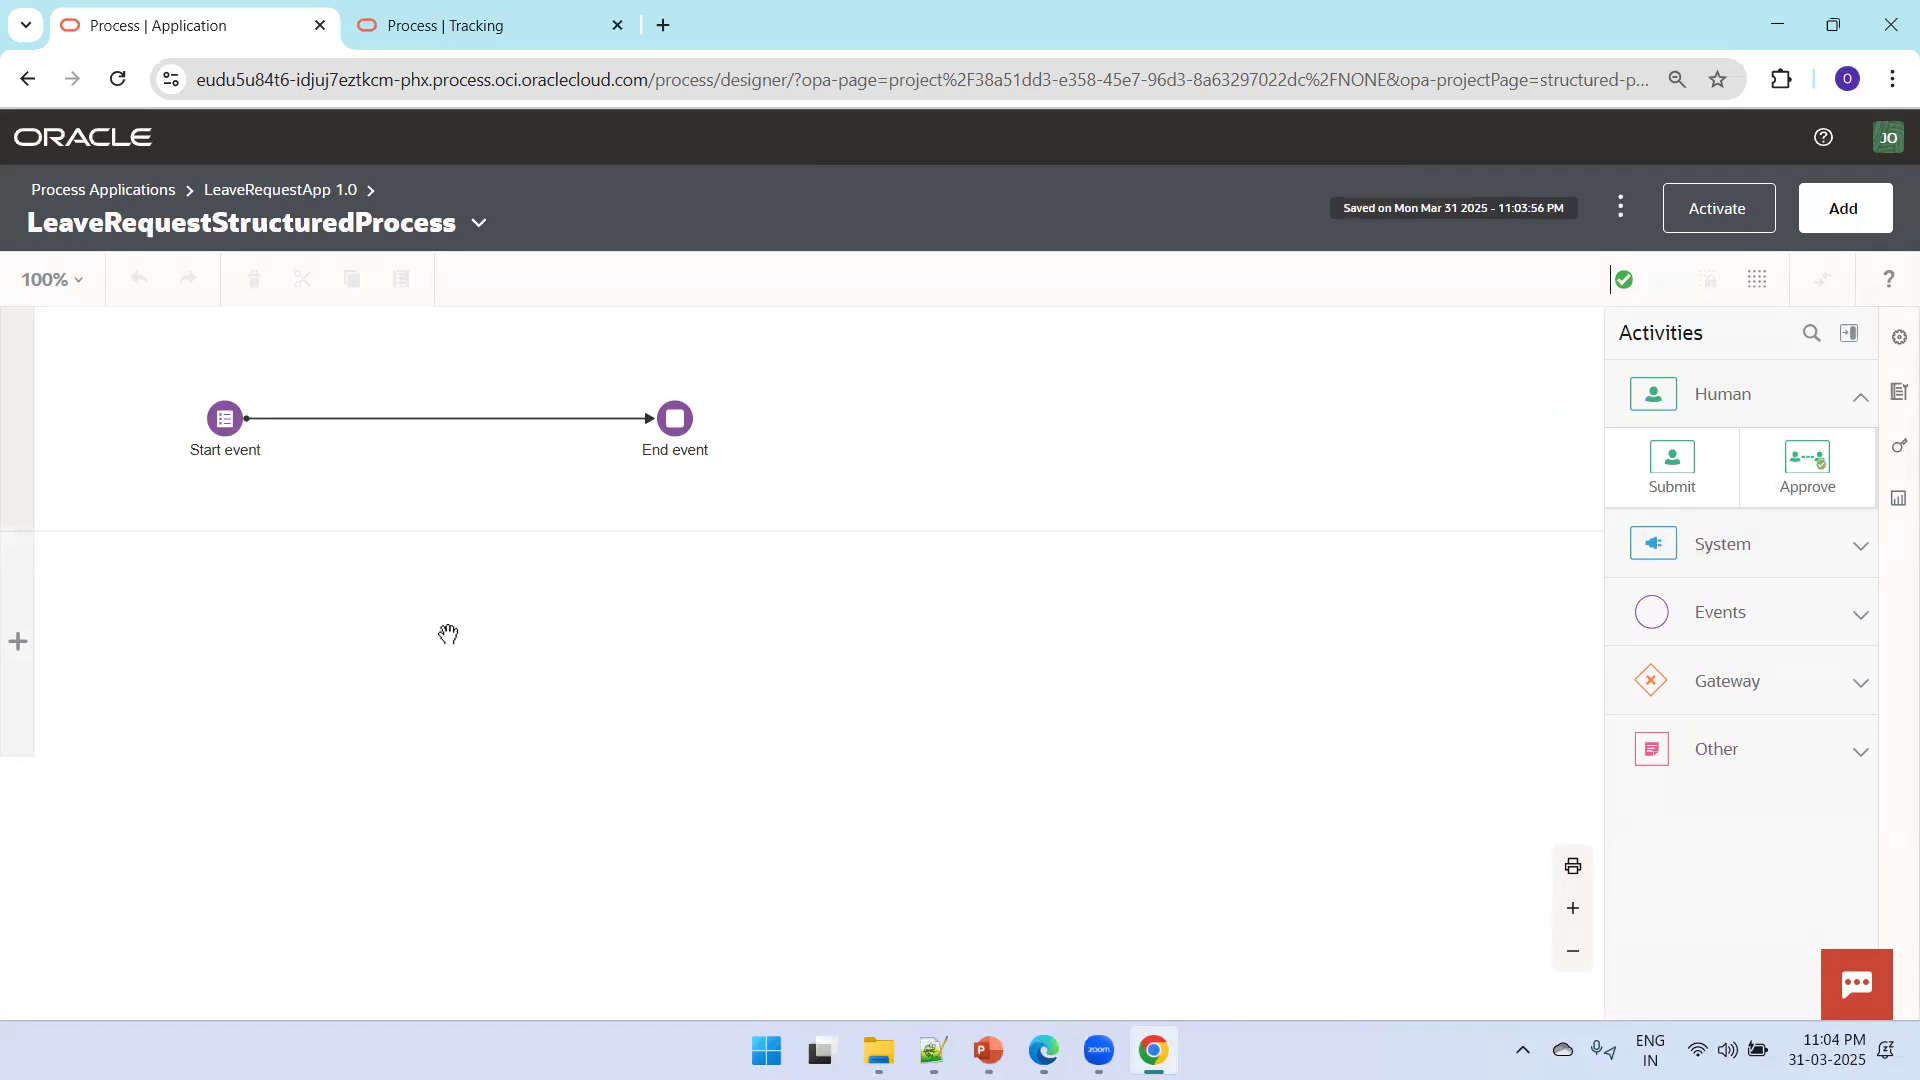 Process | Application
Process | Tracking
eudu5u84t6-idjuj7eztkcm-phx.process.oci.oraclecloud.com/process/designer/?opa-page=project%2F38a51dd3-e358-45e7-96d3-8a63297022dc%2FNONE&opa-projectPage=structured-p...
O
ORACLE
JO
Process Applications > LeaveRequestApp 1.0 >
LeaveRequestStructuredProcess
Saved on Mon Mar 31 2025 - 11:03:56 PM
Activate
Add
100%
?
Activities
Human
Start event
End event
Submit
Approve
System
Events
Gateway
Other
zoom
ENG
IN
11:04 PM
31-03-2025